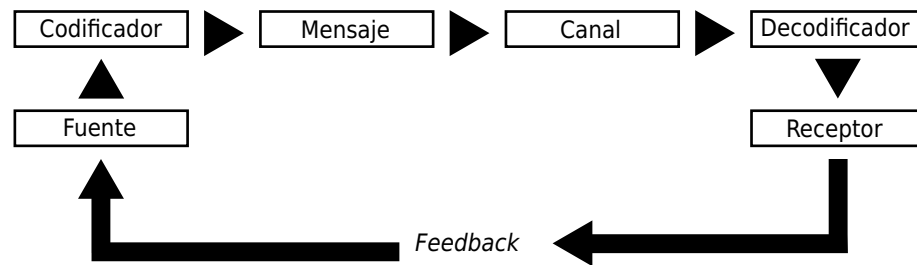 Codificador
Mensaje
Canal
Decodificador
Fuente
Receptor
Feedback